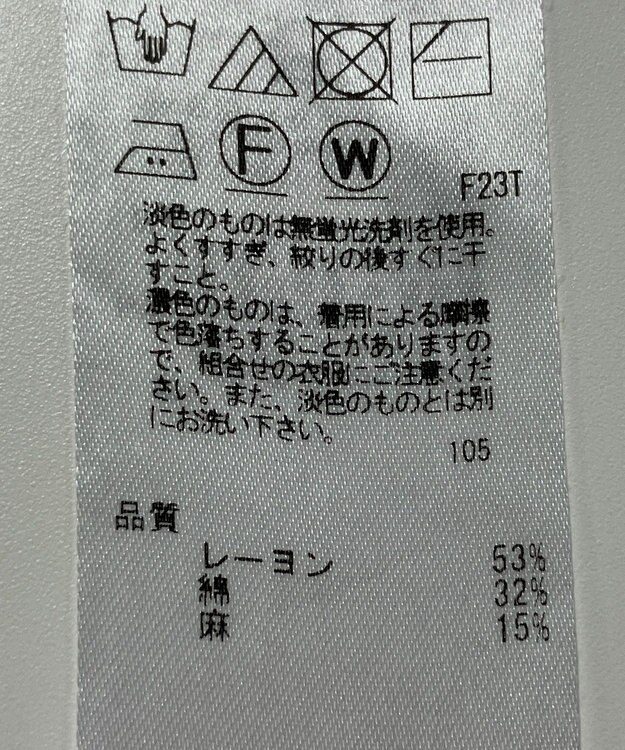 F
W
F23T
淡色のものは無蛍光洗剤を使用。
よくすすぎ、絞りの後すぐに干
すこと。
濃色のものは、着用による摩擦
で色落ちすることがありますの
で、組合せの衣服にご注意くだ
さい。また、淡色のものとは別
にお洗い下さい。
105
品質
レーヨン 53%
綿 32%
麻 15%